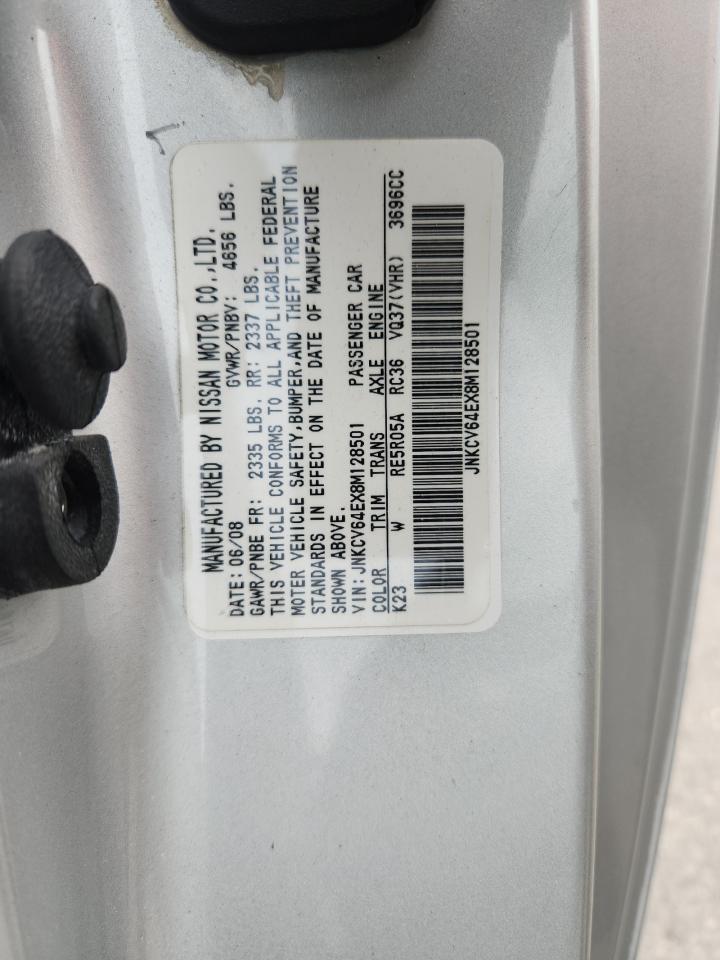 MANUFACTURED BY NISSAN MOTOR CO.,LTD.
DATE: 06/08 GVWR/PNBV: 4656 LBS.
GAWR/PNBE FR: 2335 LBS. RR: 2337 LBS.
THIS VEHICLE CONFORMS TO ALL APPLICABLE FEDERAL
MOTER VEHICLE SAFETY,BUMPER,AND THEFT PREVENTION
STANDARDS IN EFFECT ON THE DATE OF MANUFACTURE
SHOWN ABOVE.
VIN: JNKCV64EX8M128501 PASSENGER CAR
COLOR TRIM TRANS AXLE ENGINE
K23 W RE5R05A RC36 VQ37(VHR) 3696CC
JNKCV64EX8M128501